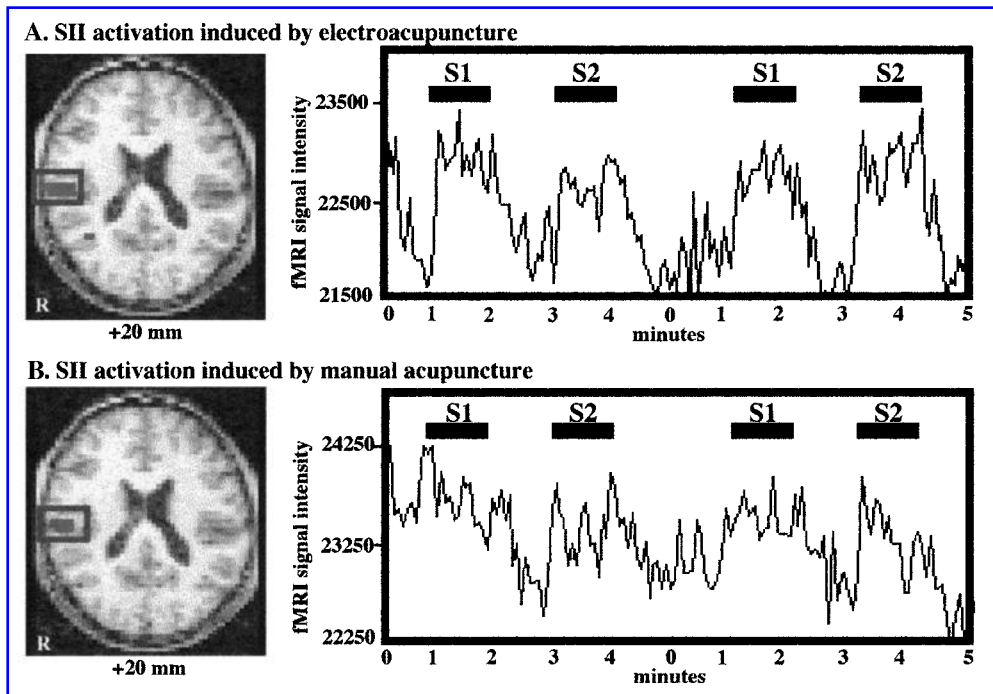 A. SII activation induced by electroacupuncture
S1 S2 S1 S2
23500
22500
21500
fMRI signal intensity
R
+20 mm
0 1 2 3 4 0 1 2 3 4 5
minutes
B. SII activation induced by manual acupuncture
S1 S2 S1 S2
24250
23250
22250
fMRI signal intensity
R
+20 mm
0 1 2 3 4 0 1 2 3 4 5
minutes